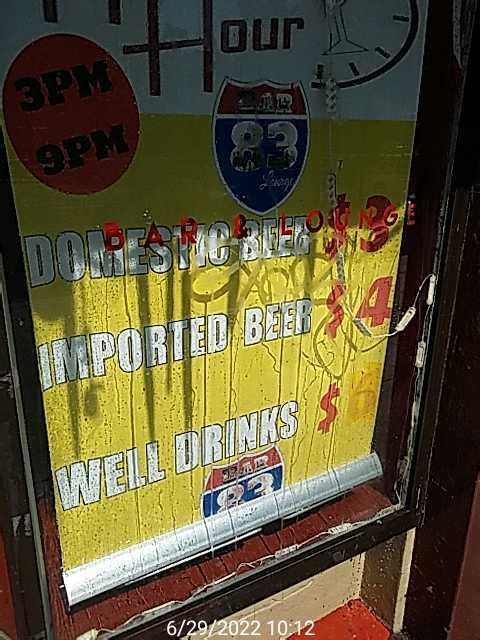 Hour
3PM
9PM
BAR
83
Lounge
BAR & LOUNGE
DOMESTIC BEER $3
IMPORTED BEER $4
WELL DRINKS $
BAR
83
6/29/2022 10:12